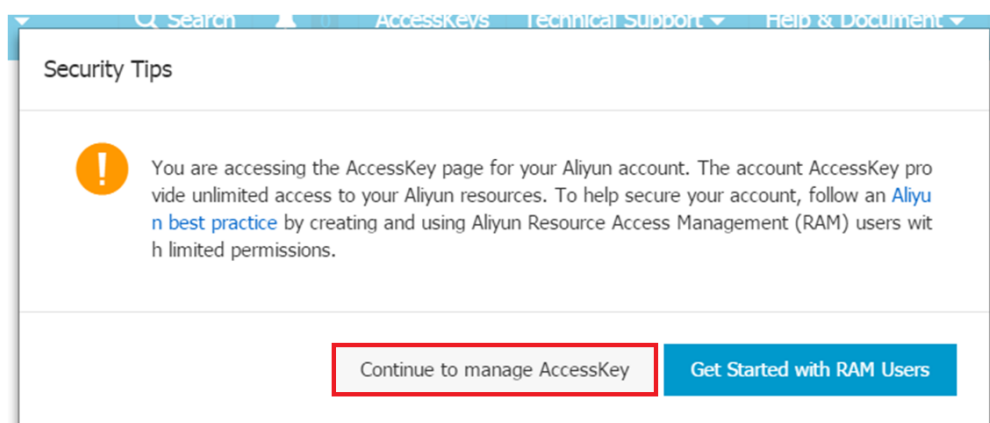 Search 0 AccessKeys Technical Support Help & Document
Security Tips
You are accessing the AccessKey page for your Aliyun account. The account AccessKey pro
vide unlimited access to your Aliyun resources. To help secure your account, follow an Aliyu
n best practice by creating and using Aliyun Resource Access Management (RAM) users wit
h limited permissions.
Continue to manage AccessKey Get Started with RAM Users